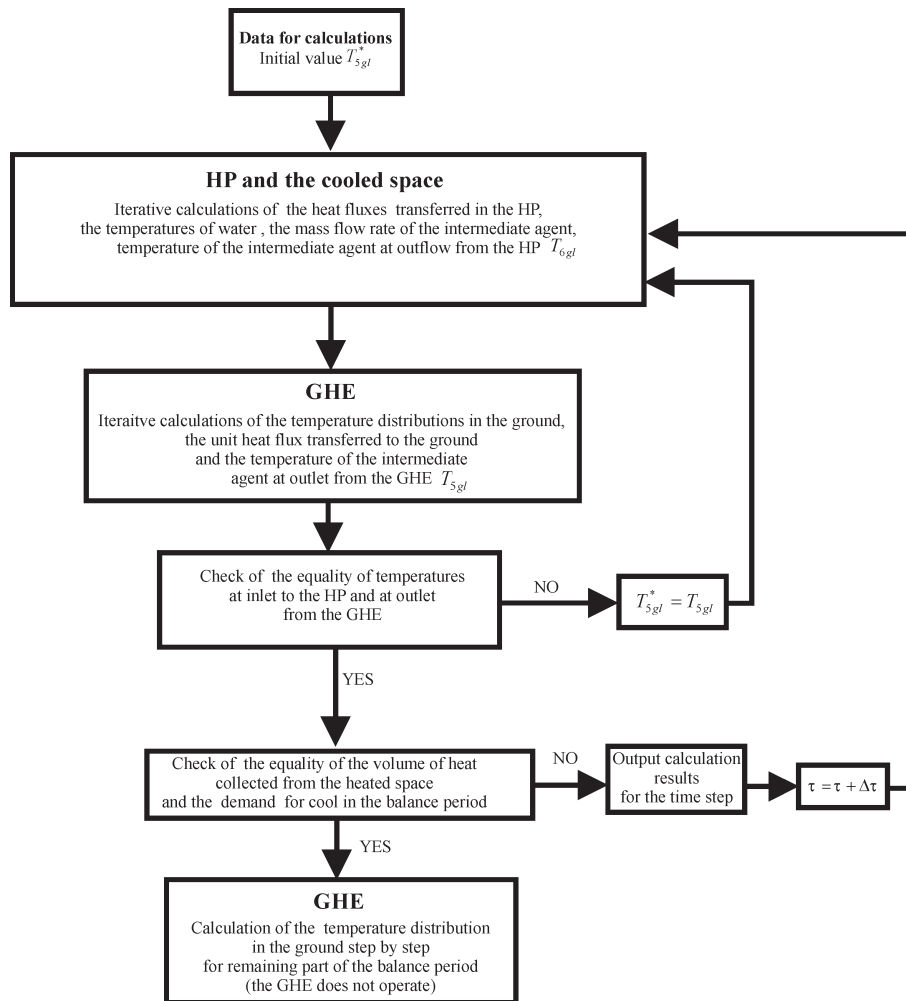 Data for calculations
Initial value T*5gl
HP and the cooled space
Iterative calculations of the heat fluxes transferred in the HP,
the temperatures of water , the mass flow rate of the intermediate agent,
temperature of the intermediate agent at outflow from the HP T6gl
GHE
Iteraitve calculations of the temperature distributions in the ground,
the unit heat flux transferred to the ground
and the temperature of the intermediate
agent at outlet from the GHE T5gl
Check of the equality of temperatures
at inlet to the HP and at outlet
from the GHE
NO
T*5gl = T5gl
YES
Check of the equality of the volume of heat
collected from the heated space
and the demand for cool in the balance period
NO
Output calculation
results
for the time step
τ = τ + Δτ
YES
GHE
Calculation of the temperature distribution
in the ground step by step
for remaining part of the balance period
(the GHE does not operate)